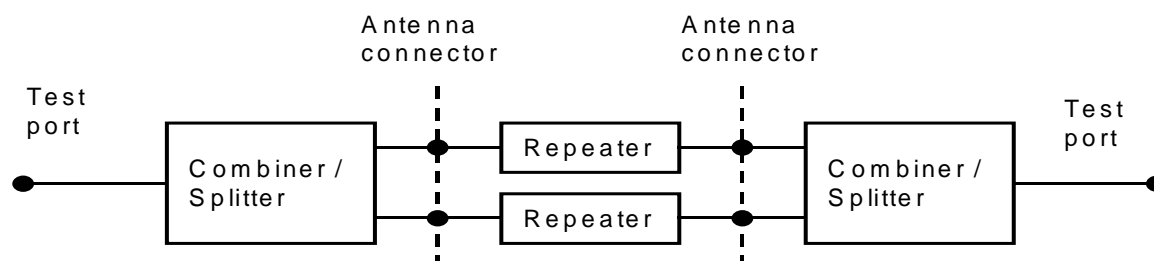 Antenna
connector
Antenna
connector
Test
port
Test
port
Combiner/
Splitter
Repeater
Combiner/
Splitter
Repeater